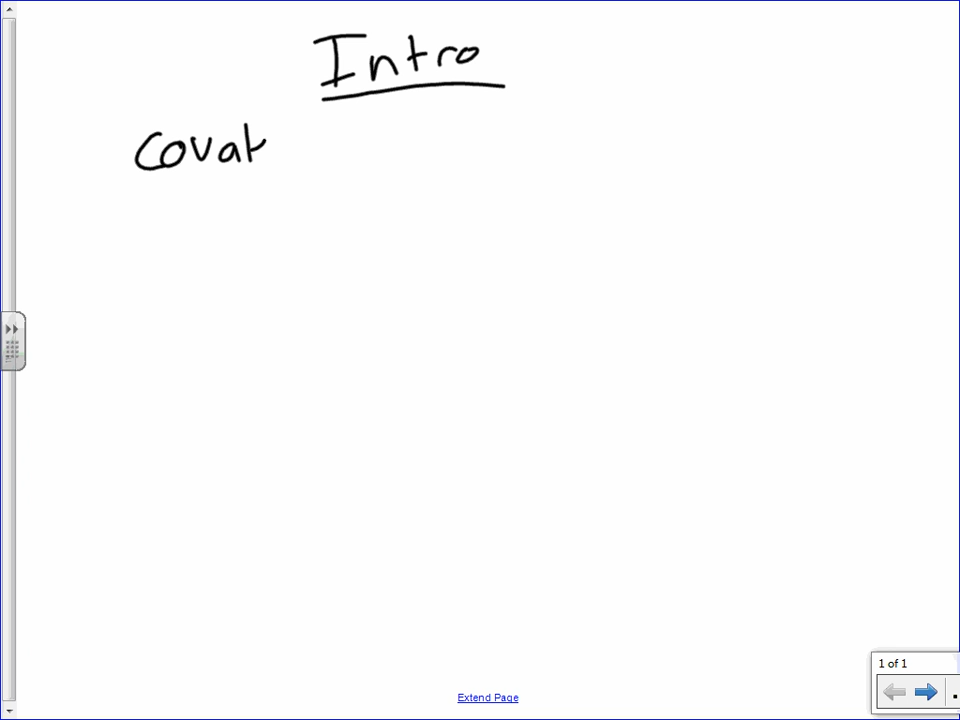 Intro
Covat
1 of 1
Extend Page